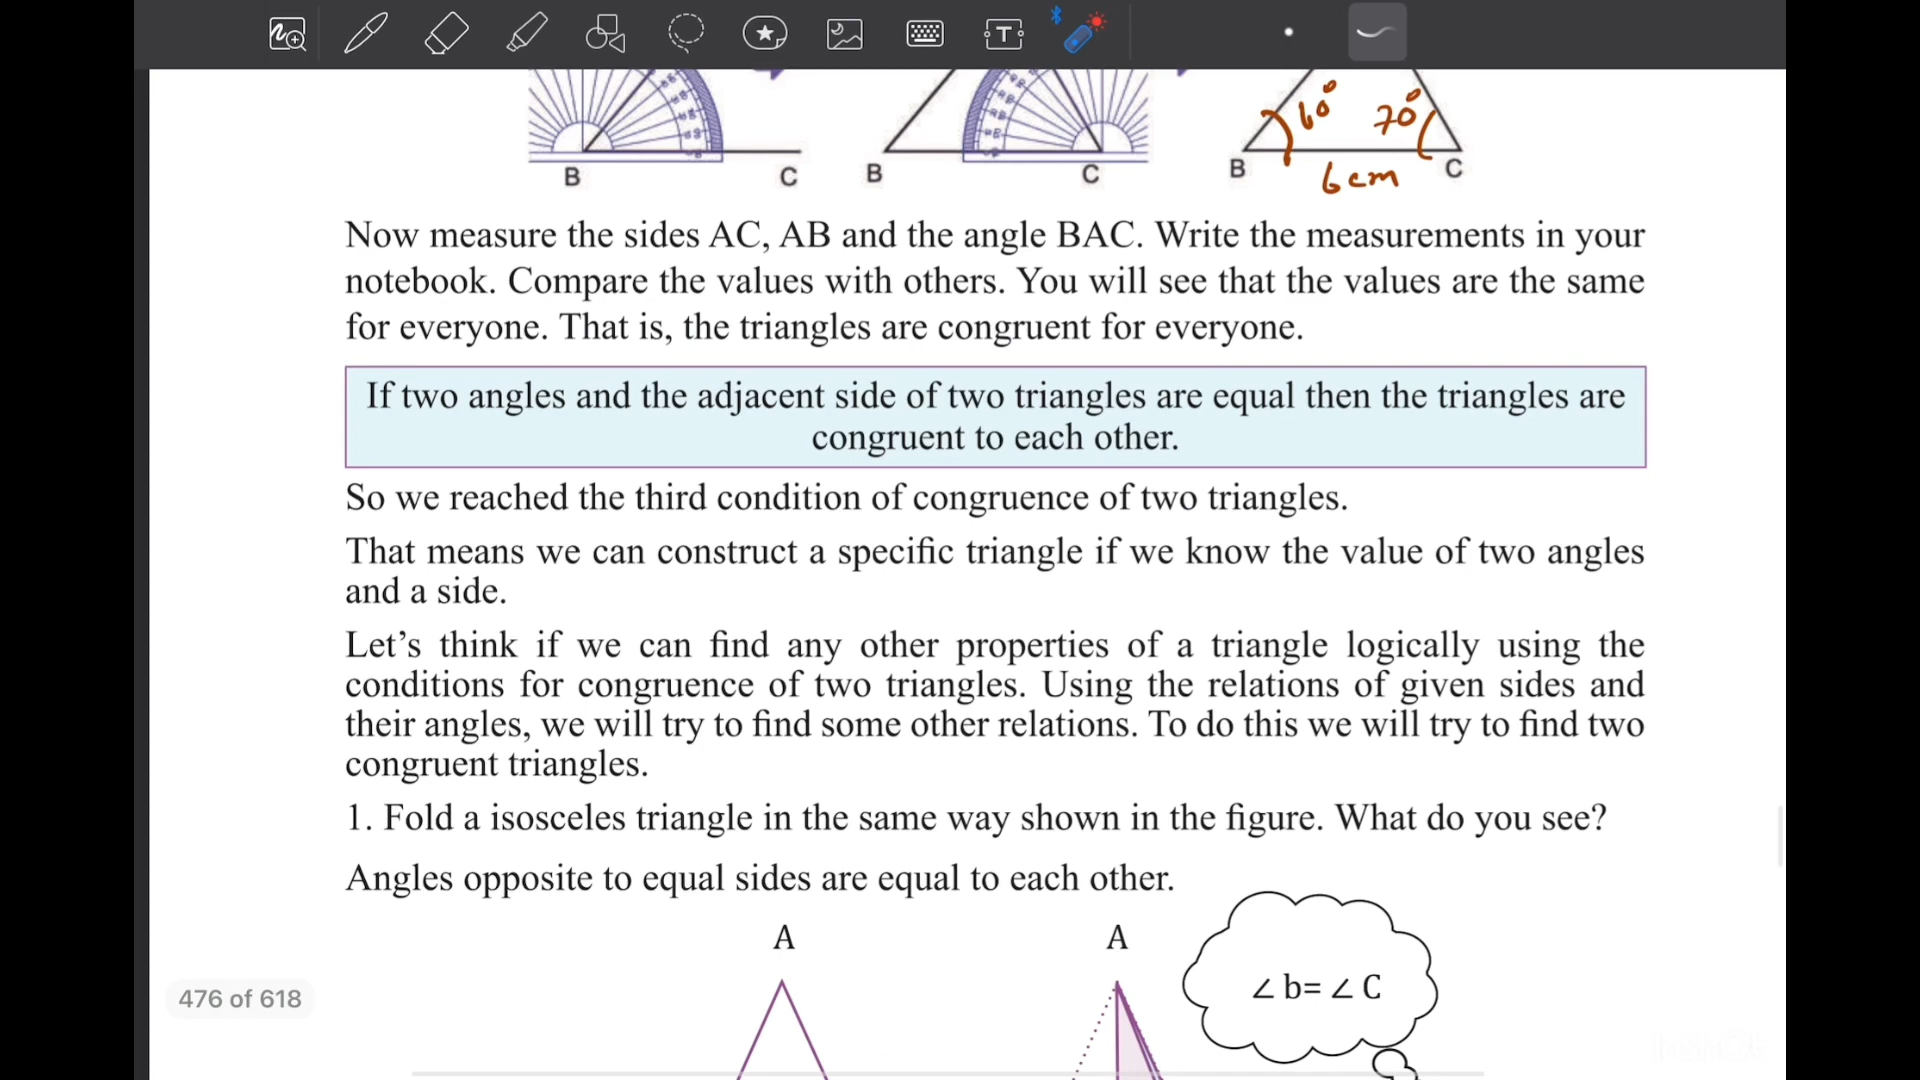 T
60° 70°
B C B C B C
6 cm
Now measure the sides AC, AB and the angle BAC. Write the measurements in your
notebook. Compare the values with others. You will see that the values are the same
for everyone. That is, the triangles are congruent for everyone.
If two angles and the adjacent side of two triangles are equal then the triangles are
congruent to each other.
So we reached the third condition of congruence of two triangles.
That means we can construct a specific triangle if we know the value of two angles
and a side.
Let’s think if we can find any other properties of a triangle logically using the
conditions for congruence of two triangles. Using the relations of given sides and
their angles, we will try to find some other relations. To do this we will try to find two
congruent triangles.
1. Fold a isosceles triangle in the same way shown in the figure. What do you see?
Angles opposite to equal sides are equal to each other.
A A
∠ b= ∠ C
476 of 618